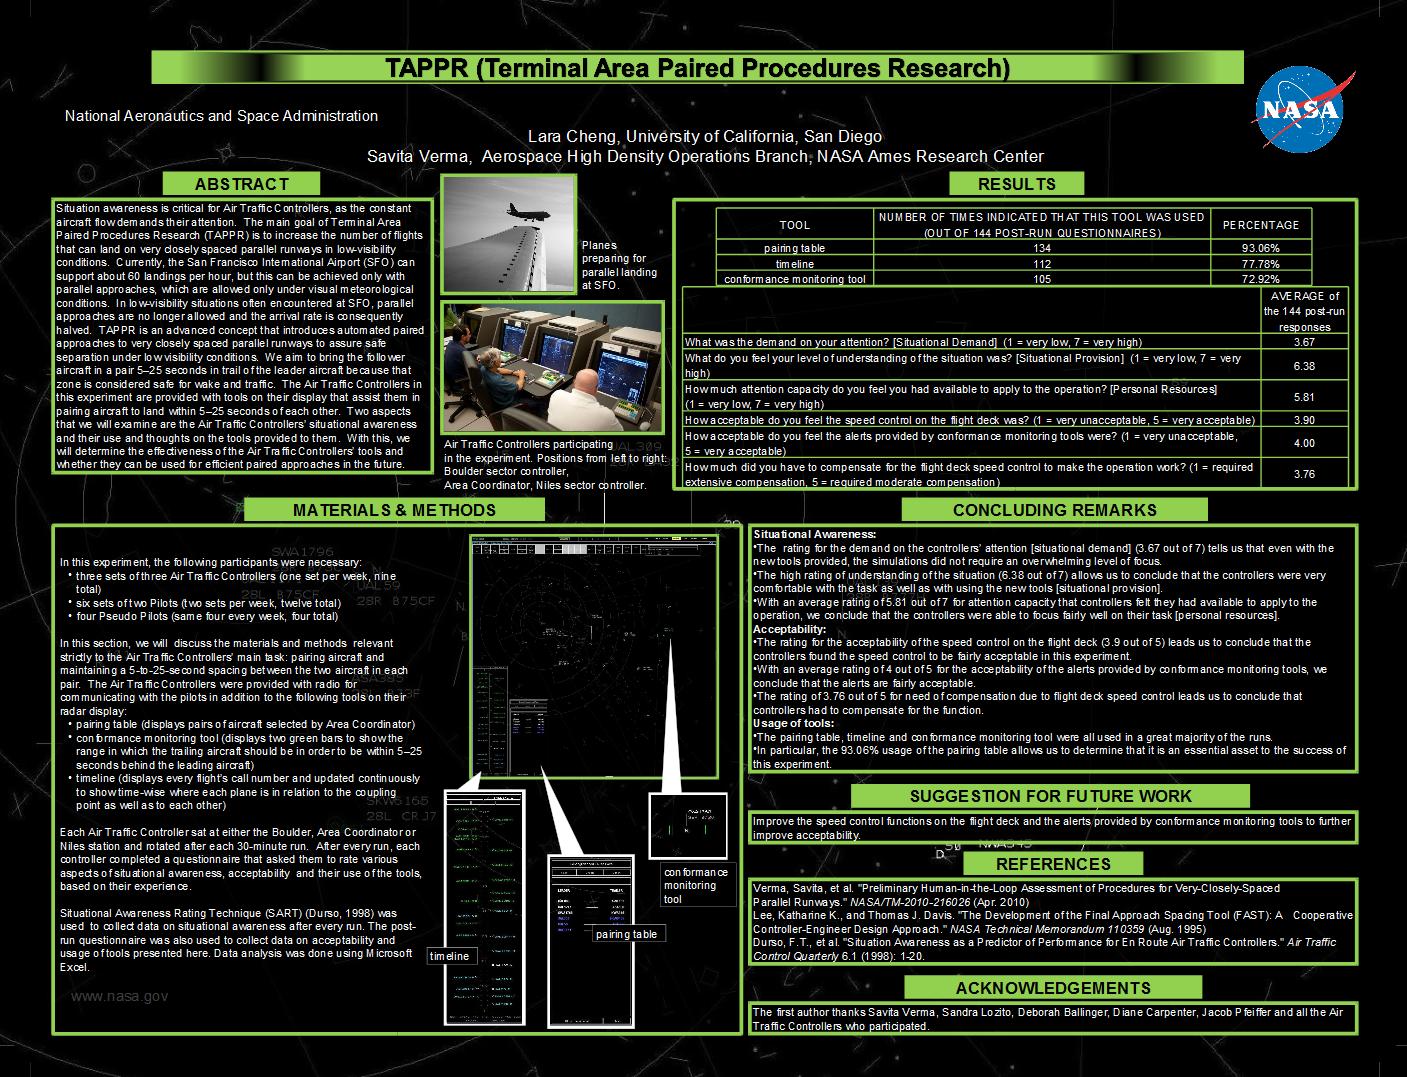 TAPPR (Terminal Area Paired Procedures Research)
NASA
National Aeronautics and Space Administration
Lara Cheng, University of California, San Diego
Savita Verma, Aerospace High Density Operations Branch, NASA Ames Research Center
ABSTRACT
Situation awareness is critical for Air Traffic Controllers, as the constant
aircraft flow demands their attention. The main goal of Terminal Area
Paired Procedures Research (TAPPR) is to increase the number of flights
that can land on very closely spaced parallel runways in low-visibility
conditions. Currently, the San Francisco International Airport (SFO) can
support about 60 landings per hour, but this can be achieved only with
parallel approaches, which are allowed only under visual meteorological
conditions. In low-visibility situations often encountered at SFO, parallel
approaches are no longer allowed and the arrival rate is consequently
halved. TAPPR is an advanced concept that introduces automated paired
approaches to very closely spaced parallel runways to assure safe
separation under low visibility conditions. We aim to bring the follower
aircraft in a pair 5–25 seconds in trail of the leader aircraft because that
zone is considered safe for wake and traffic. The Air Traffic Controllers in
this experiment are provided with tools on their display that assist them in
pairing aircraft to land within 5–25 seconds of each other. Two aspects
that we will examine are the Air Traffic Controllers' situational awareness
and their use and thoughts on the tools provided to them. With this, we
will determine the effectiveness of the Air Traffic Controllers' tools and
whether they can be used for efficient paired approaches in the future.
Planes
preparing for
parallel landing
at SFO.
Air Traffic Controllers participating
in the experiment. Positions from left to right:
Boulder sector controller,
Area Coordinator, Niles sector controller.
RESULTS
TOOL
NUMBER OF TIMES INDICATED THAT THIS TOOL WAS USED
(OUT OF 144 POST-RUN QUESTIONNAIRES)
PERCENTAGE
pairing table 134 93.06%
timeline 112 77.78%
conformance monitoring tool 105 72.92%
AVERAGE of
the 144 post-run
responses
What was the demand on your attention? [Situational Demand] (1 = very low, 7 = very high) 3.67
What do you feel your level of understanding of the situation was? [Situational Provision] (1 = very low, 7 = very
high) 6.38
How much attention capacity do you feel you had available to apply to the operation? [Personal Resources]
(1 = very low, 7 = very high) 5.81
How acceptable do you feel the speed control on the flight deck was? (1 = very unacceptable, 5 = very acceptable) 3.90
How acceptable do you feel the alerts provided by conformance monitoring tools were? (1 = very unacceptable,
5 = very acceptable) 4.00
How much did you have to compensate for the flight deck speed control to make the operation work? (1 = required
extensive compensation, 5 = required moderate compensation) 3.76
MATERIALS & METHODS
In this experiment, the following participants were necessary:
• three sets of three Air Traffic Controllers (one set per week, nine
total)
• six sets of two Pilots (two sets per week, twelve total)
• four Pseudo Pilots (same four every week, four total)
In this section, we will discuss the materials and methods relevant
strictly to the Air Traffic Controllers' main task: pairing aircraft and
maintaining a 5-to-25-second spacing between the two aircraft in each
pair. The Air Traffic Controllers were provided with radio for
communicating with the pilots in addition to the following tools on their
radar display:
• pairing table (displays pairs of aircraft selected by Area Coordinator)
• conformance monitoring tool (displays two green bars to show the
range in which the trailing aircraft should be in order to be within 5–25
seconds behind the leading aircraft)
• timeline (displays every flight's call number and updated continuously
to show time-wise where each plane is in relation to the coupling
point as well as to each other)
Each Air Traffic Controller sat at either the Boulder, Area Coordinator or
Niles station and rotated after each 30-minute run. After every run, each
controller completed a questionnaire that asked them to rate various
aspects of situational awareness, acceptability and their use of the tools,
based on their experience.
Situational Awareness Rating Technique (SART) (Durso, 1998) was
used to collect data on situational awareness after every run. The post-
run questionnaire was also used to collect data on acceptability and
usage of tools presented here. Data analysis was done using Microsoft
Excel.
www.nasa.gov
timeline
pairing table
conformance
monitoring
tool
CONCLUDING REMARKS
Situational Awareness:
•The rating for the demand on the controllers' attention [situational demand] (3.67 out of 7) tells us that even with the
new tools provided, the simulations did not require an overwhelming level of focus.
•The high rating of understanding of the situation (6.38 out of 7) allows us to conclude that the controllers were very
comfortable with the task as well as with using the new tools [situational provision].
•With an average rating of 5.81 out of 7 for attention capacity that controllers felt they had available to apply to the
operation, we conclude that the controllers were able to focus fairly well on their task [personal resources].
Acceptability:
•The rating for the acceptability of the speed control on the flight deck (3.9 out of 5) leads us to conclude that the
controllers found the speed control to be fairly acceptable in this experiment.
•With an average rating of 4 out of 5 for the acceptability of the alerts provided by conformance monitoring tools, we
conclude that the alerts are fairly acceptable.
•The rating of 3.76 out of 5 for need of compensation due to flight deck speed control leads us to conclude that
controllers had to compensate for the function.
Usage of tools:
•The pairing table, timeline and conformance monitoring tool were all used in a great majority of the runs.
•In particular, the 93.06% usage of the pairing table allows us to determine that it is an essential asset to the success of
this experiment.
SUGGESTION FOR FUTURE WORK
Improve the speed control functions on the flight deck and the alerts provided by conformance monitoring tools to further
improve acceptability.
REFERENCES
Verma, Savita, et al. "Preliminary Human-in-the-Loop Assessment of Procedures for Very-Closely-Spaced
Parallel Runways." NASA/TM-2010-216026 (Apr. 2010)
Lee, Katharine K., and Thomas J. Davis. "The Development of the Final Approach Spacing Tool (FAST): A Cooperative
Controller-Engineer Design Approach." NASA Technical Memorandum 110359 (Aug. 1995)
Durso, F.T., et al. "Situation Awareness as a Predictor of Performance for En Route Air Traffic Controllers." Air Traffic
Control Quarterly 6.1 (1998): 1-20.
ACKNOWLEDGEMENTS
The first author thanks Savita Verma, Sandra Lozito, Deborah Ballinger, Diane Carpenter, Jacob Pfeiffer and all the Air
Traffic Controllers who participated.